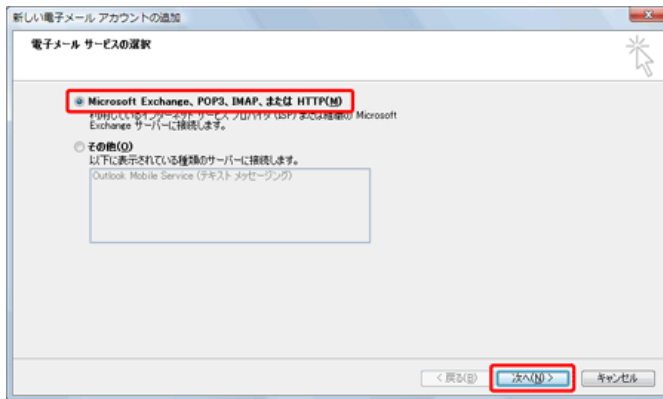 新しい電子メール アカウントの追加
電子メール サービスの選択
Microsoft Exchange、POP3、IMAP、または HTTP(M)
利用しているインターネット サービス プロバイダ (ISP) または組織の Microsoft
Exchange サーバーに接続します。
その他(O)
以下に表示されている種類のサーバーに接続します。
Outlook Mobile Service (テキスト メッセージング)
< 戻る(B)
次へ(N) >
キャンセル